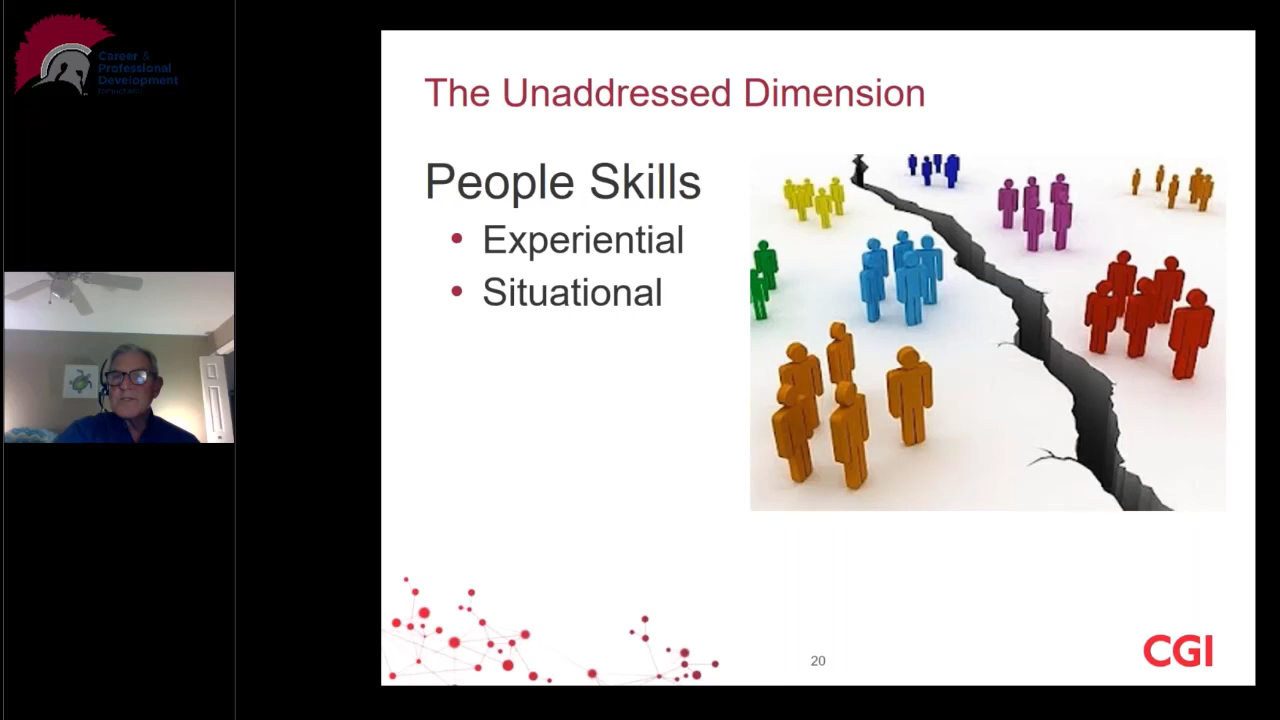 Career &
Professional
Development
The Unaddressed Dimension
People Skills
• Experiential
• Situational
20
CGI